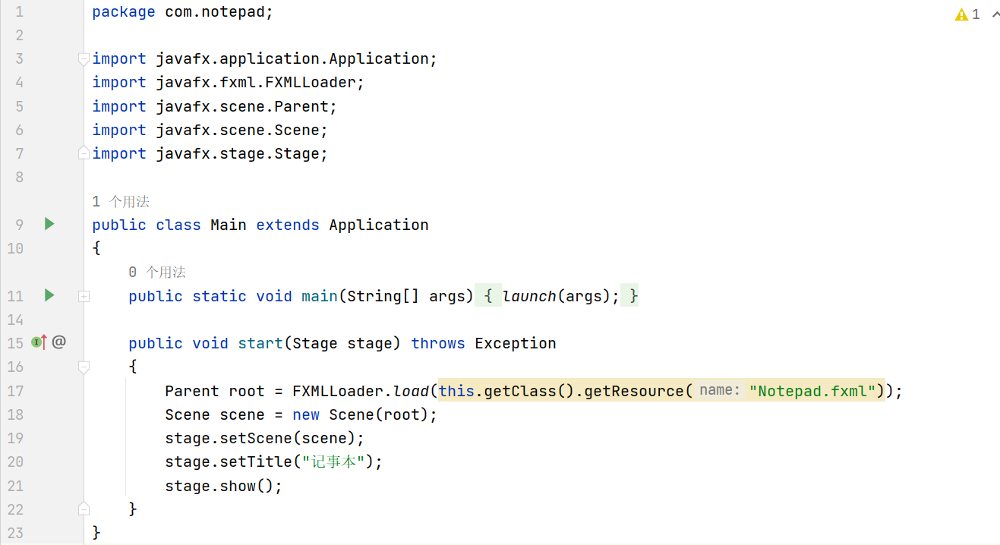 1 package com.notepad;
1
2
3 import javafx.application.Application;
4 import javafx.fxml.FXMLLoader;
5 import javafx.scene.Parent;
6 import javafx.scene.Scene;
7 import javafx.stage.Stage;
8
1 个用法
9 public class Main extends Application
10 {
0 个用法
11 public static void main(String[] args) { launch(args); }
14
15 I @ public void start(Stage stage) throws Exception
16 {
17 Parent root = FXMLLoader.load(this.getClass().getResource( name: "Notepad.fxml"));
18 Scene scene = new Scene(root);
19 stage.setScene(scene);
20 stage.setTitle("记事本");
21 stage.show();
22 }
23 }